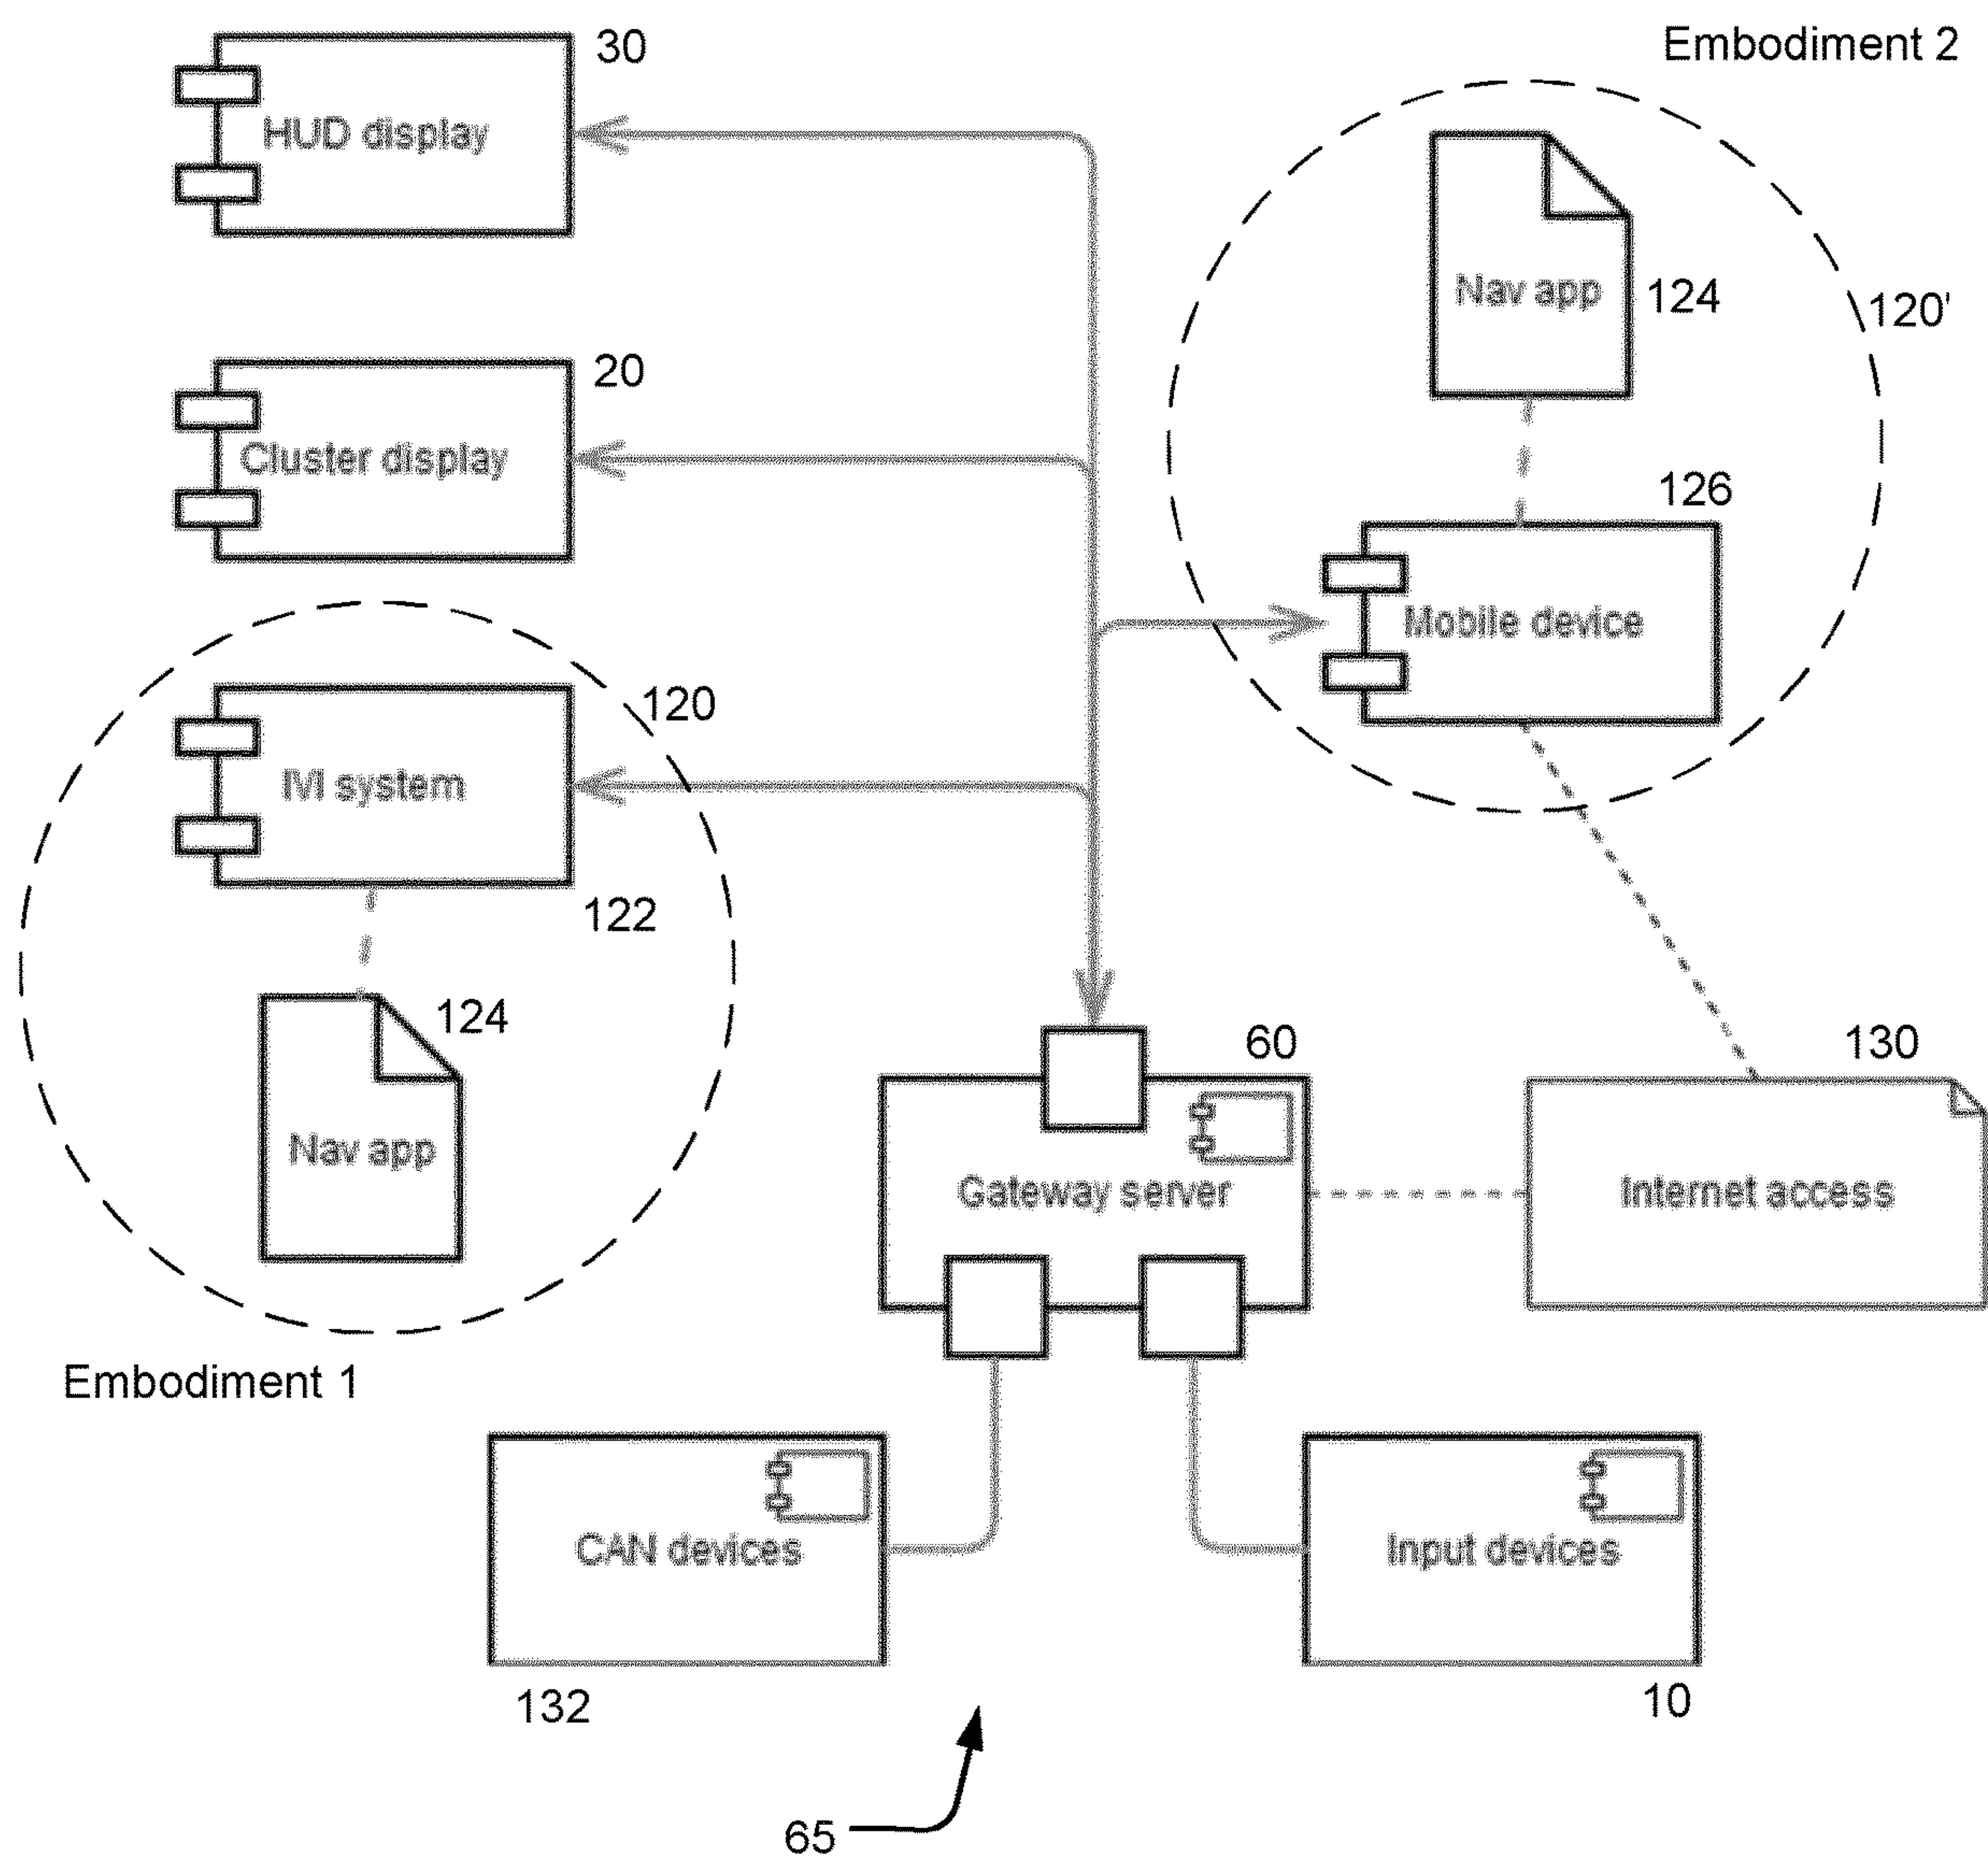 30
Embodiment 2
HUD display
Nav app
124
120'
20
Cluster display
126
Mobile device
120
IVI system
122
124
Nav app
60
130
Gateway server
Internet access
Embodiment 1
CAN devices
Input devices
132
10
65